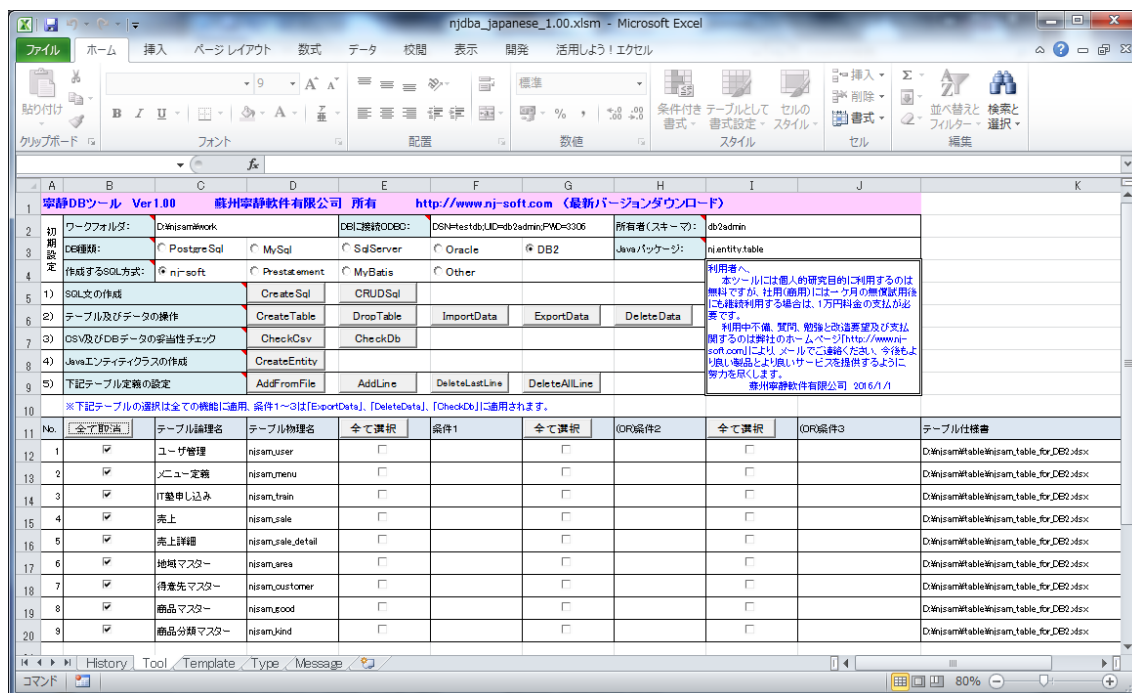 njdba_japanese_1.00.xlsm - Microsoft Excel
ファイル ホーム 挿入 ページ レイアウト 数式 データ 校閲 表示 開発 活用しよう！エクセル
貼り付け
9
B I U
標準
条件付き書式 テーブルとして書式設定 セルのスタイル
挿入
削除
書式
並べ替えとフィルター 検索と選択
クリップボード フォント 配置 数値 スタイル セル 編集
fx
A B C D E F G H I J K
1 寧静DBツール Ver1.00 蘇州寧静軟件有限公司 所有 http://www.nj-soft.com （最新バージョンダウンロード）
初期設定
2 ワークフォルダ： D:¥njsam¥work DBに接続ODBC： DSN=testdb;UID=db2admin;PWD=3306 所有者（スキーマ）： db2admin
3 DB種類： PostgreSql MySql SqlServer Oracle DB2 Javaパッケージ： nj.entity.table
4 作成するSQL方式： nj-soft Prestatement MyBatis Other
5 1) SQL文の作成 CreateSql CRUDSql
6 2) テーブル及びデータの操作 CreateTable DropTable ImportData ExportData DeleteData
7 3) CSV及びDBデータの妥当性チェック CheckCsv CheckDb
8 4) Javaエンティティクラスの作成 CreateEntity
9 5) 下記テーブル定義の設定 AddFromFile AddLine DeleteLastLine DeleteAllLine
利用者へ、
本ツールには個人的研究目的に利用するのは
無料ですが、社用(商用)には一ケ月の無償試用後
にも継続利用する場合は、1万円料金の支払が必
要です。
利用中不備、質問、勉強と改造要望及び支払
関するのは弊社のホームページ「http://www.nj-
soft.com」により、メールでご連絡ください、今後もよ
り良い製品とより良いサービスを提供するように、
努力を尽くします。
蘇州寧静軟件有限公司 2016/1/1
10 ※下記テーブルの選択は全ての機能に適用、条件1～3は「ExportData」、「DeleteData」、「CheckDb」に適用されます。
11 No. 全て取消 テーブル論理名 テーブル物理名 全て選択 条件1 全て選択 (OR)条件2 全て選択 (OR)条件3 テーブル仕様書
12 1 ユーザ管理 njsam_user D:¥njsam¥table¥njsam_table_for_DB2.xlsx
13 2 メニュー定義 njsam_menu D:¥njsam¥table¥njsam_table_for_DB2.xlsx
14 3 IT塾申し込み njsam_train D:¥njsam¥table¥njsam_table_for_DB2.xlsx
15 4 売上 njsam_sale D:¥njsam¥table¥njsam_table_for_DB2.xlsx
16 5 売上詳細 njsam_sale_detail D:¥njsam¥table¥njsam_table_for_DB2.xlsx
17 6 地域マスター njsam_area D:¥njsam¥table¥njsam_table_for_DB2.xlsx
18 7 得意先マスター njsam_customer D:¥njsam¥table¥njsam_table_for_DB2.xlsx
19 8 商品マスター njsam_good D:¥njsam¥table¥njsam_table_for_DB2.xlsx
20 9 商品分類マスター njsam_kind D:¥njsam¥table¥njsam_table_for_DB2.xlsx
History Tool Template Type Message
コマンド 80%